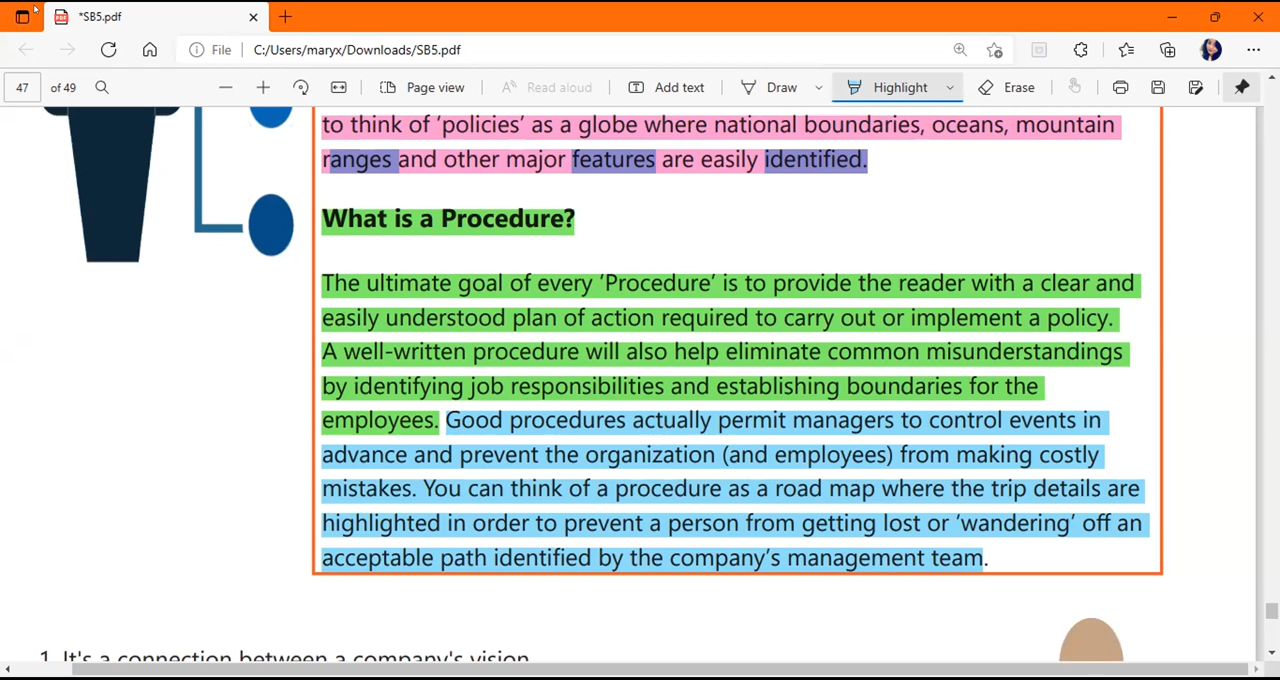 *SB5.pdf
File C:/Users/maryx/Downloads/SB5.pdf
47 of 49 Page view Read aloud Add text Draw Highlight Erase
to think of ‘policies’ as a globe where national boundaries, oceans, mountain
ranges and other major features are easily identified.
What is a Procedure?
The ultimate goal of every ‘Procedure’ is to provide the reader with a clear and
easily understood plan of action required to carry out or implement a policy.
A well-written procedure will also help eliminate common misunderstandings
by identifying job responsibilities and establishing boundaries for the
employees. Good procedures actually permit managers to control events in
advance and prevent the organization (and employees) from making costly
mistakes. You can think of a procedure as a road map where the trip details are
highlighted in order to prevent a person from getting lost or ‘wandering’ off an
acceptable path identified by the company’s management team.
1. It's a connection between a company's vision